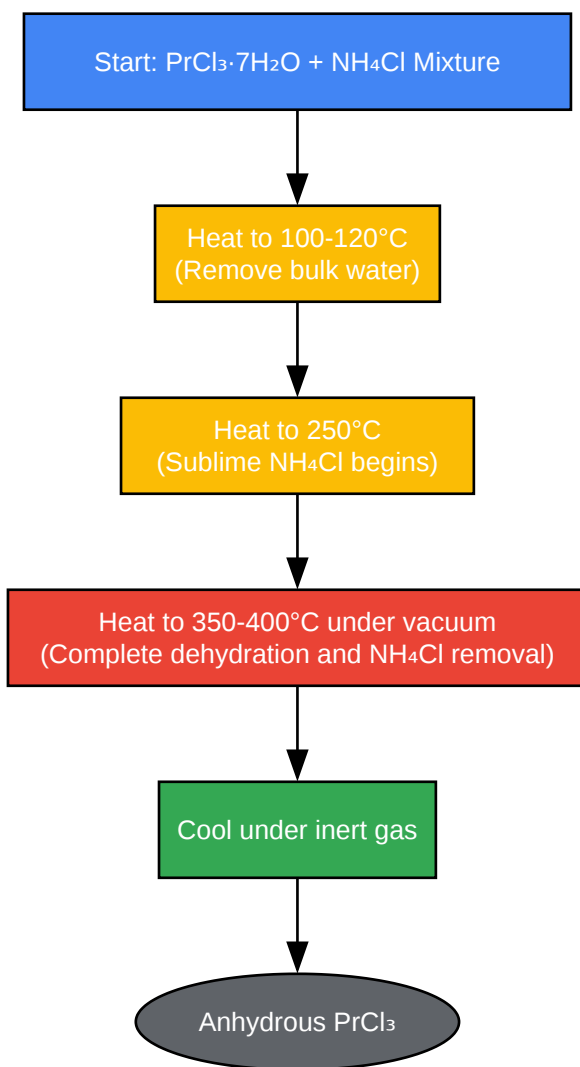 Start: PrCl₃·7H₂O + NH₄Cl Mixture
Heat to 100-120°C
(Remove bulk water)
Heat to 250°C
(Sublime NH₄Cl begins)
Heat to 350-400°C under vacuum
(Complete dehydration and NH₄Cl removal)
Cool under inert gas
Anhydrous PrCl₃